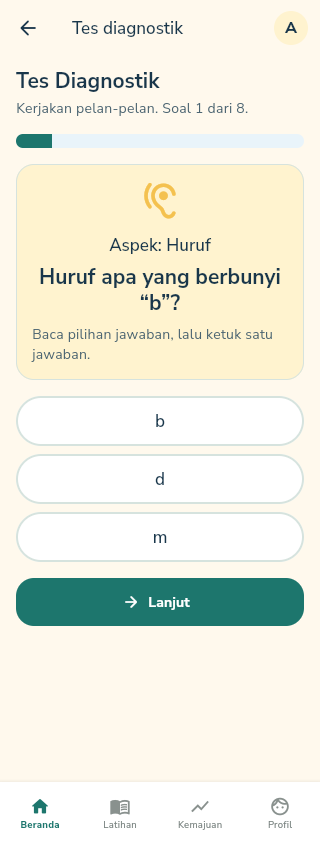 Tes diagnostik
A
Tes Diagnostik
Kerjakan pelan-pelan. Soal 1 dari 8.
Aspek: Huruf
Huruf apa yang berbunyi
“b”?
Baca pilihan jawaban, lalu ketuk satu
jawaban.
b
d
m
Lanjut
Beranda
Latihan
Kemajuan
Profil